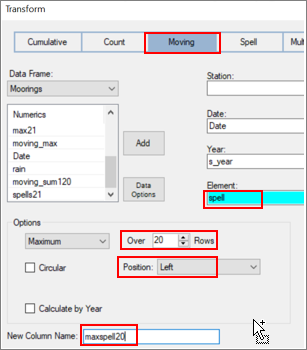 Transform
Cumulative Count Moving Spell
Data Frame:
Moorings
Station:
Numerics
max21
moving_max
Date
rain
moving_sum120
spells21
Add
Data Options
Date:
Date
Year:
s_year
Element:
spell
Options
Maximum
Over 20 Rows
Circular
Position: Left
Calculate by Year
New Column Name: maxspell20